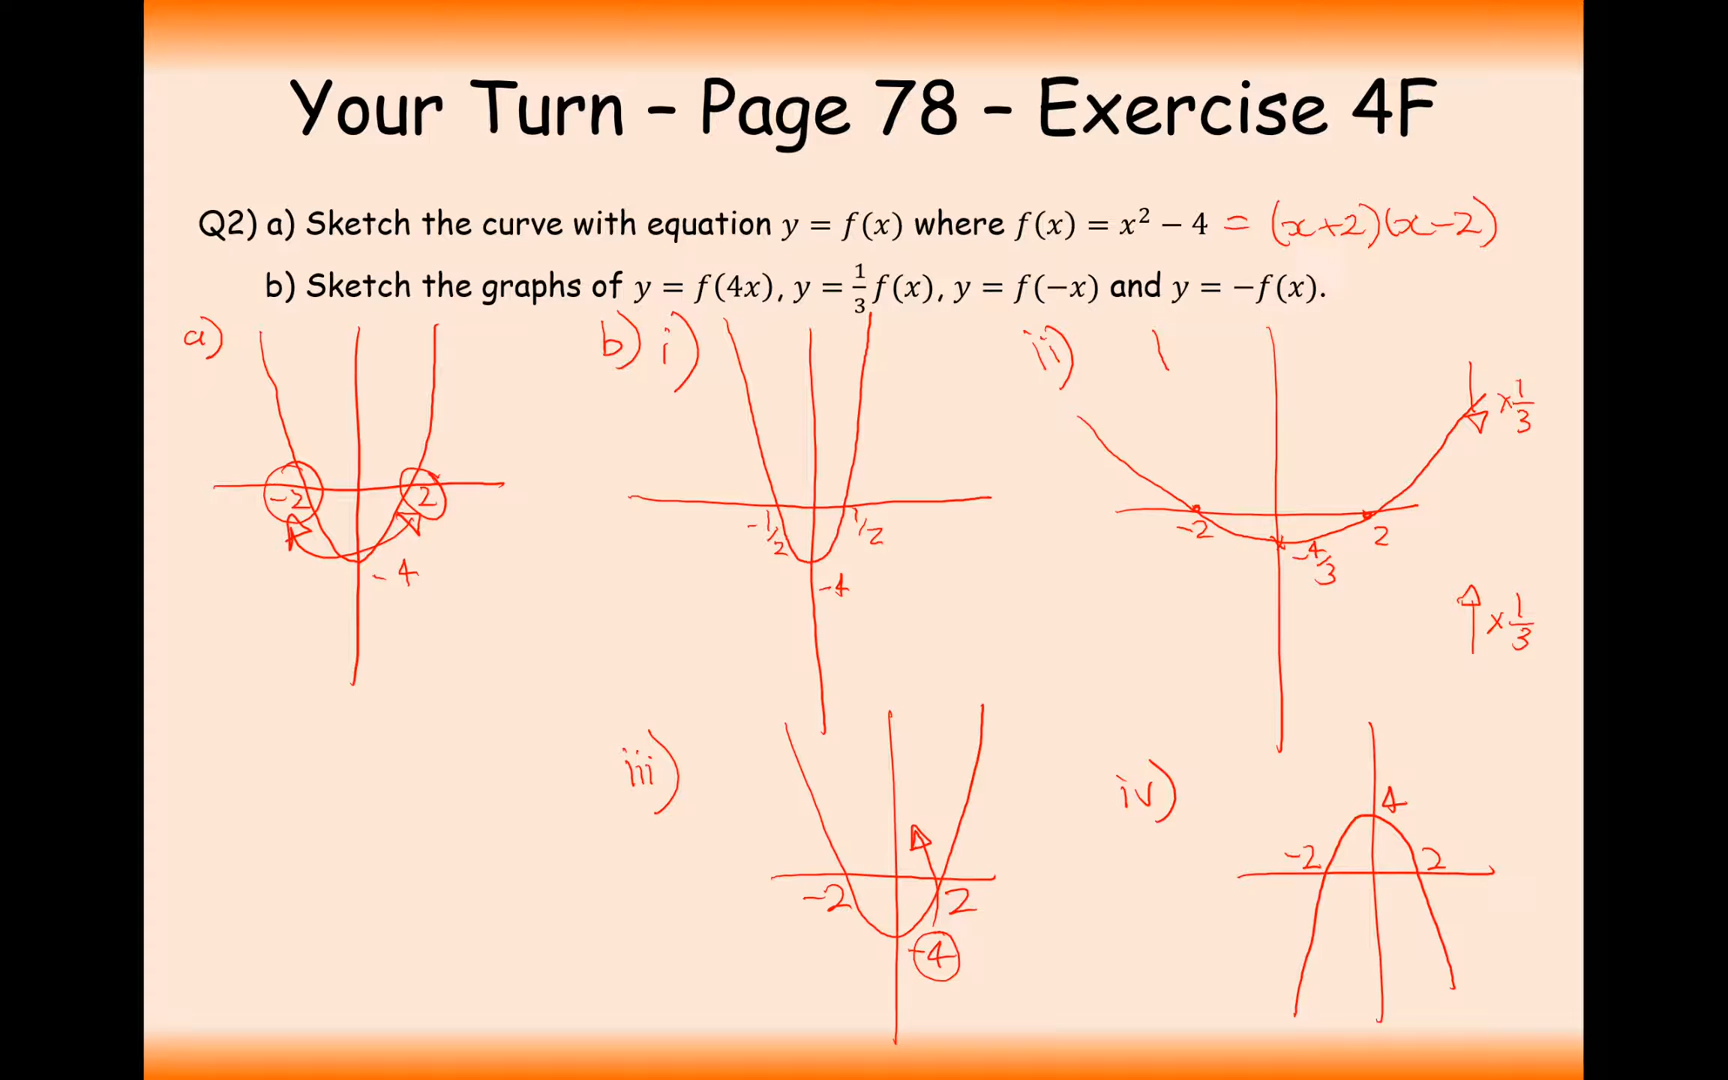 Your Turn – Page 78 – Exercise 4F
Q2) a) Sketch the curve with equation y = f(x) where f(x) = x² − 4 = (x+2)(x−2)
b) Sketch the graphs of y = f(4x), y = 1/3 f(x), y = f(−x) and y = −f(x).
a)
-2
2
-4
b) i)
-1/2
1/2
-4
ii)
-2
2
-4/3
×1/3
×1/3
iii)
-2
2
-4
iv)
4
-2
2